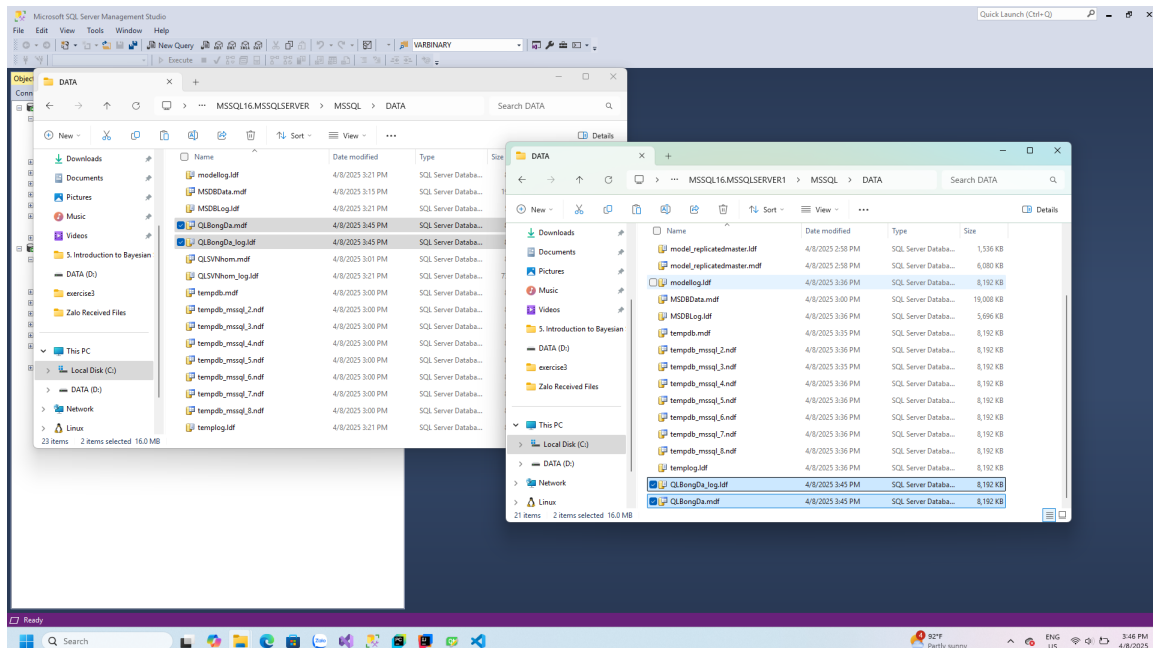 Microsoft SQL Server Management Studio
Quick Launch (Ctrl+Q)
File Edit View Tools Window Help
New Query
VARBINARY
Execute
Object
Conn
DATA
MSSQL16.MSSQLSERVER > MSSQL > DATA
Search DATA
New
Sort
View
Details
Name Date modified Type Size
Downloads
Documents
Pictures
Music
Videos
5. Introduction to Bayesian
DATA (D:)
exercise3
Zalo Received Files
This PC
Local Disk (C:)
DATA (D:)
Network
Linux
modellog.ldf 4/8/2025 3:21 PM SQL Server Databa...
MSDBData.mdf 4/8/2025 3:15 PM SQL Server Databa...
MSDBLog.ldf 4/8/2025 3:21 PM SQL Server Databa...
QLBongDa.mdf 4/8/2025 3:45 PM SQL Server Databa...
QLBongDa_log.ldf 4/8/2025 3:45 PM SQL Server Databa...
QLSVNhom.mdf 4/8/2025 3:01 PM SQL Server Databa...
QLSVNhom_log.ldf 4/8/2025 3:21 PM SQL Server Databa...
tempdb.mdf 4/8/2025 3:00 PM SQL Server Databa...
tempdb_mssql_2.ndf 4/8/2025 3:00 PM SQL Server Databa...
tempdb_mssql_3.ndf 4/8/2025 3:00 PM SQL Server Databa...
tempdb_mssql_4.ndf 4/8/2025 3:00 PM SQL Server Databa...
tempdb_mssql_5.ndf 4/8/2025 3:00 PM SQL Server Databa...
tempdb_mssql_6.ndf 4/8/2025 3:00 PM SQL Server Databa...
tempdb_mssql_7.ndf 4/8/2025 3:00 PM SQL Server Databa...
tempdb_mssql_8.ndf 4/8/2025 3:00 PM SQL Server Databa...
templog.ldf 4/8/2025 3:21 PM SQL Server Databa...
23 items 2 items selected 16.0 MB
DATA
MSSQL16.MSSQLSERVER1 > MSSQL > DATA
Search DATA
New
Sort
View
Details
Name Date modified Type Size
Downloads
Documents
Pictures
Music
Videos
5. Introduction to Bayesian
DATA (D:)
exercise3
Zalo Received Files
This PC
Local Disk (C:)
DATA (D:)
Network
Linux
model_replicatedmaster.ldf 4/8/2025 2:58 PM SQL Server Databa... 1,536 KB
model_replicatedmaster.mdf 4/8/2025 2:58 PM SQL Server Databa... 6,080 KB
modellog.ldf 4/8/2025 3:36 PM SQL Server Databa... 8,192 KB
MSDBData.mdf 4/8/2025 3:00 PM SQL Server Databa... 19,008 KB
MSDBLog.ldf 4/8/2025 3:36 PM SQL Server Databa... 5,696 KB
tempdb.mdf 4/8/2025 3:35 PM SQL Server Databa... 8,192 KB
tempdb_mssql_2.ndf 4/8/2025 3:36 PM SQL Server Databa... 8,192 KB
tempdb_mssql_3.ndf 4/8/2025 3:35 PM SQL Server Databa... 8,192 KB
tempdb_mssql_4.ndf 4/8/2025 3:36 PM SQL Server Databa... 8,192 KB
tempdb_mssql_5.ndf 4/8/2025 3:36 PM SQL Server Databa... 8,192 KB
tempdb_mssql_6.ndf 4/8/2025 3:36 PM SQL Server Databa... 8,192 KB
tempdb_mssql_7.ndf 4/8/2025 3:36 PM SQL Server Databa... 8,192 KB
tempdb_mssql_8.ndf 4/8/2025 3:36 PM SQL Server Databa... 8,192 KB
templog.ldf 4/8/2025 3:36 PM SQL Server Databa... 8,192 KB
QLBongDa_log.ldf 4/8/2025 3:45 PM SQL Server Databa... 8,192 KB
QLBongDa.mdf 4/8/2025 3:45 PM SQL Server Databa... 8,192 KB
21 items 2 items selected 16.0 MB
Ready
Search
Zalo
4
92°F
Partly sunny
ENG
US
3:46 PM
4/8/2025